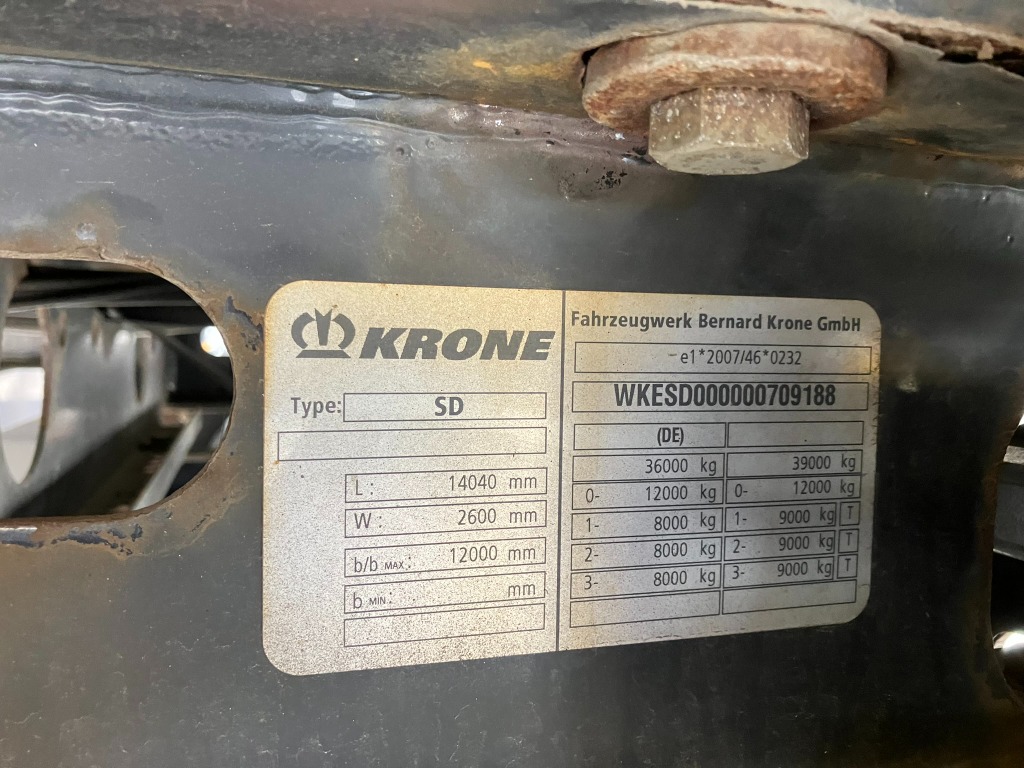 KRONE
Type: SD
L: 14040 mm
W: 2600 mm
b/b MAX: 12000 mm
b MIN: mm
Fahrzeugwerk Bernard Krone GmbH
e1*2007/46*0232
WKESD000000709188
(DE)
36000 kg 39000 kg
0- 12000 kg 0- 12000 kg
1- 8000 kg 1- 9000 kg T
2- 8000 kg 2- 9000 kg T
3- 8000 kg 3- 9000 kg T